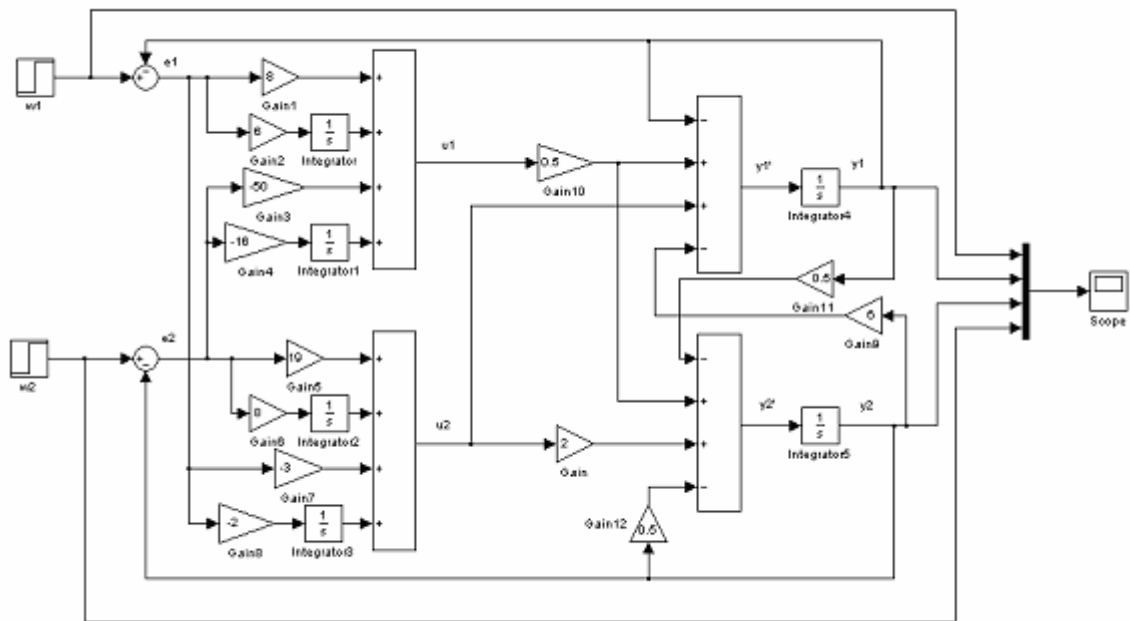 w1
e1
8
Gain1
6
Gain2
1
s
Integrator
-50
Gain3
-16
Gain4
1
s
Integrator1
u1
0.5
Gain10
y1'
1
s
Integrator4
y1
0.5
Gain11
6
Gain9
Scope
w2
e2
19
Gain5
8
Gain6
1
s
Integrator2
-3
Gain7
-2
Gain8
1
s
Integrator3
u2
2
Gain
0.5
Gain12
y2'
1
s
Integrator5
y2